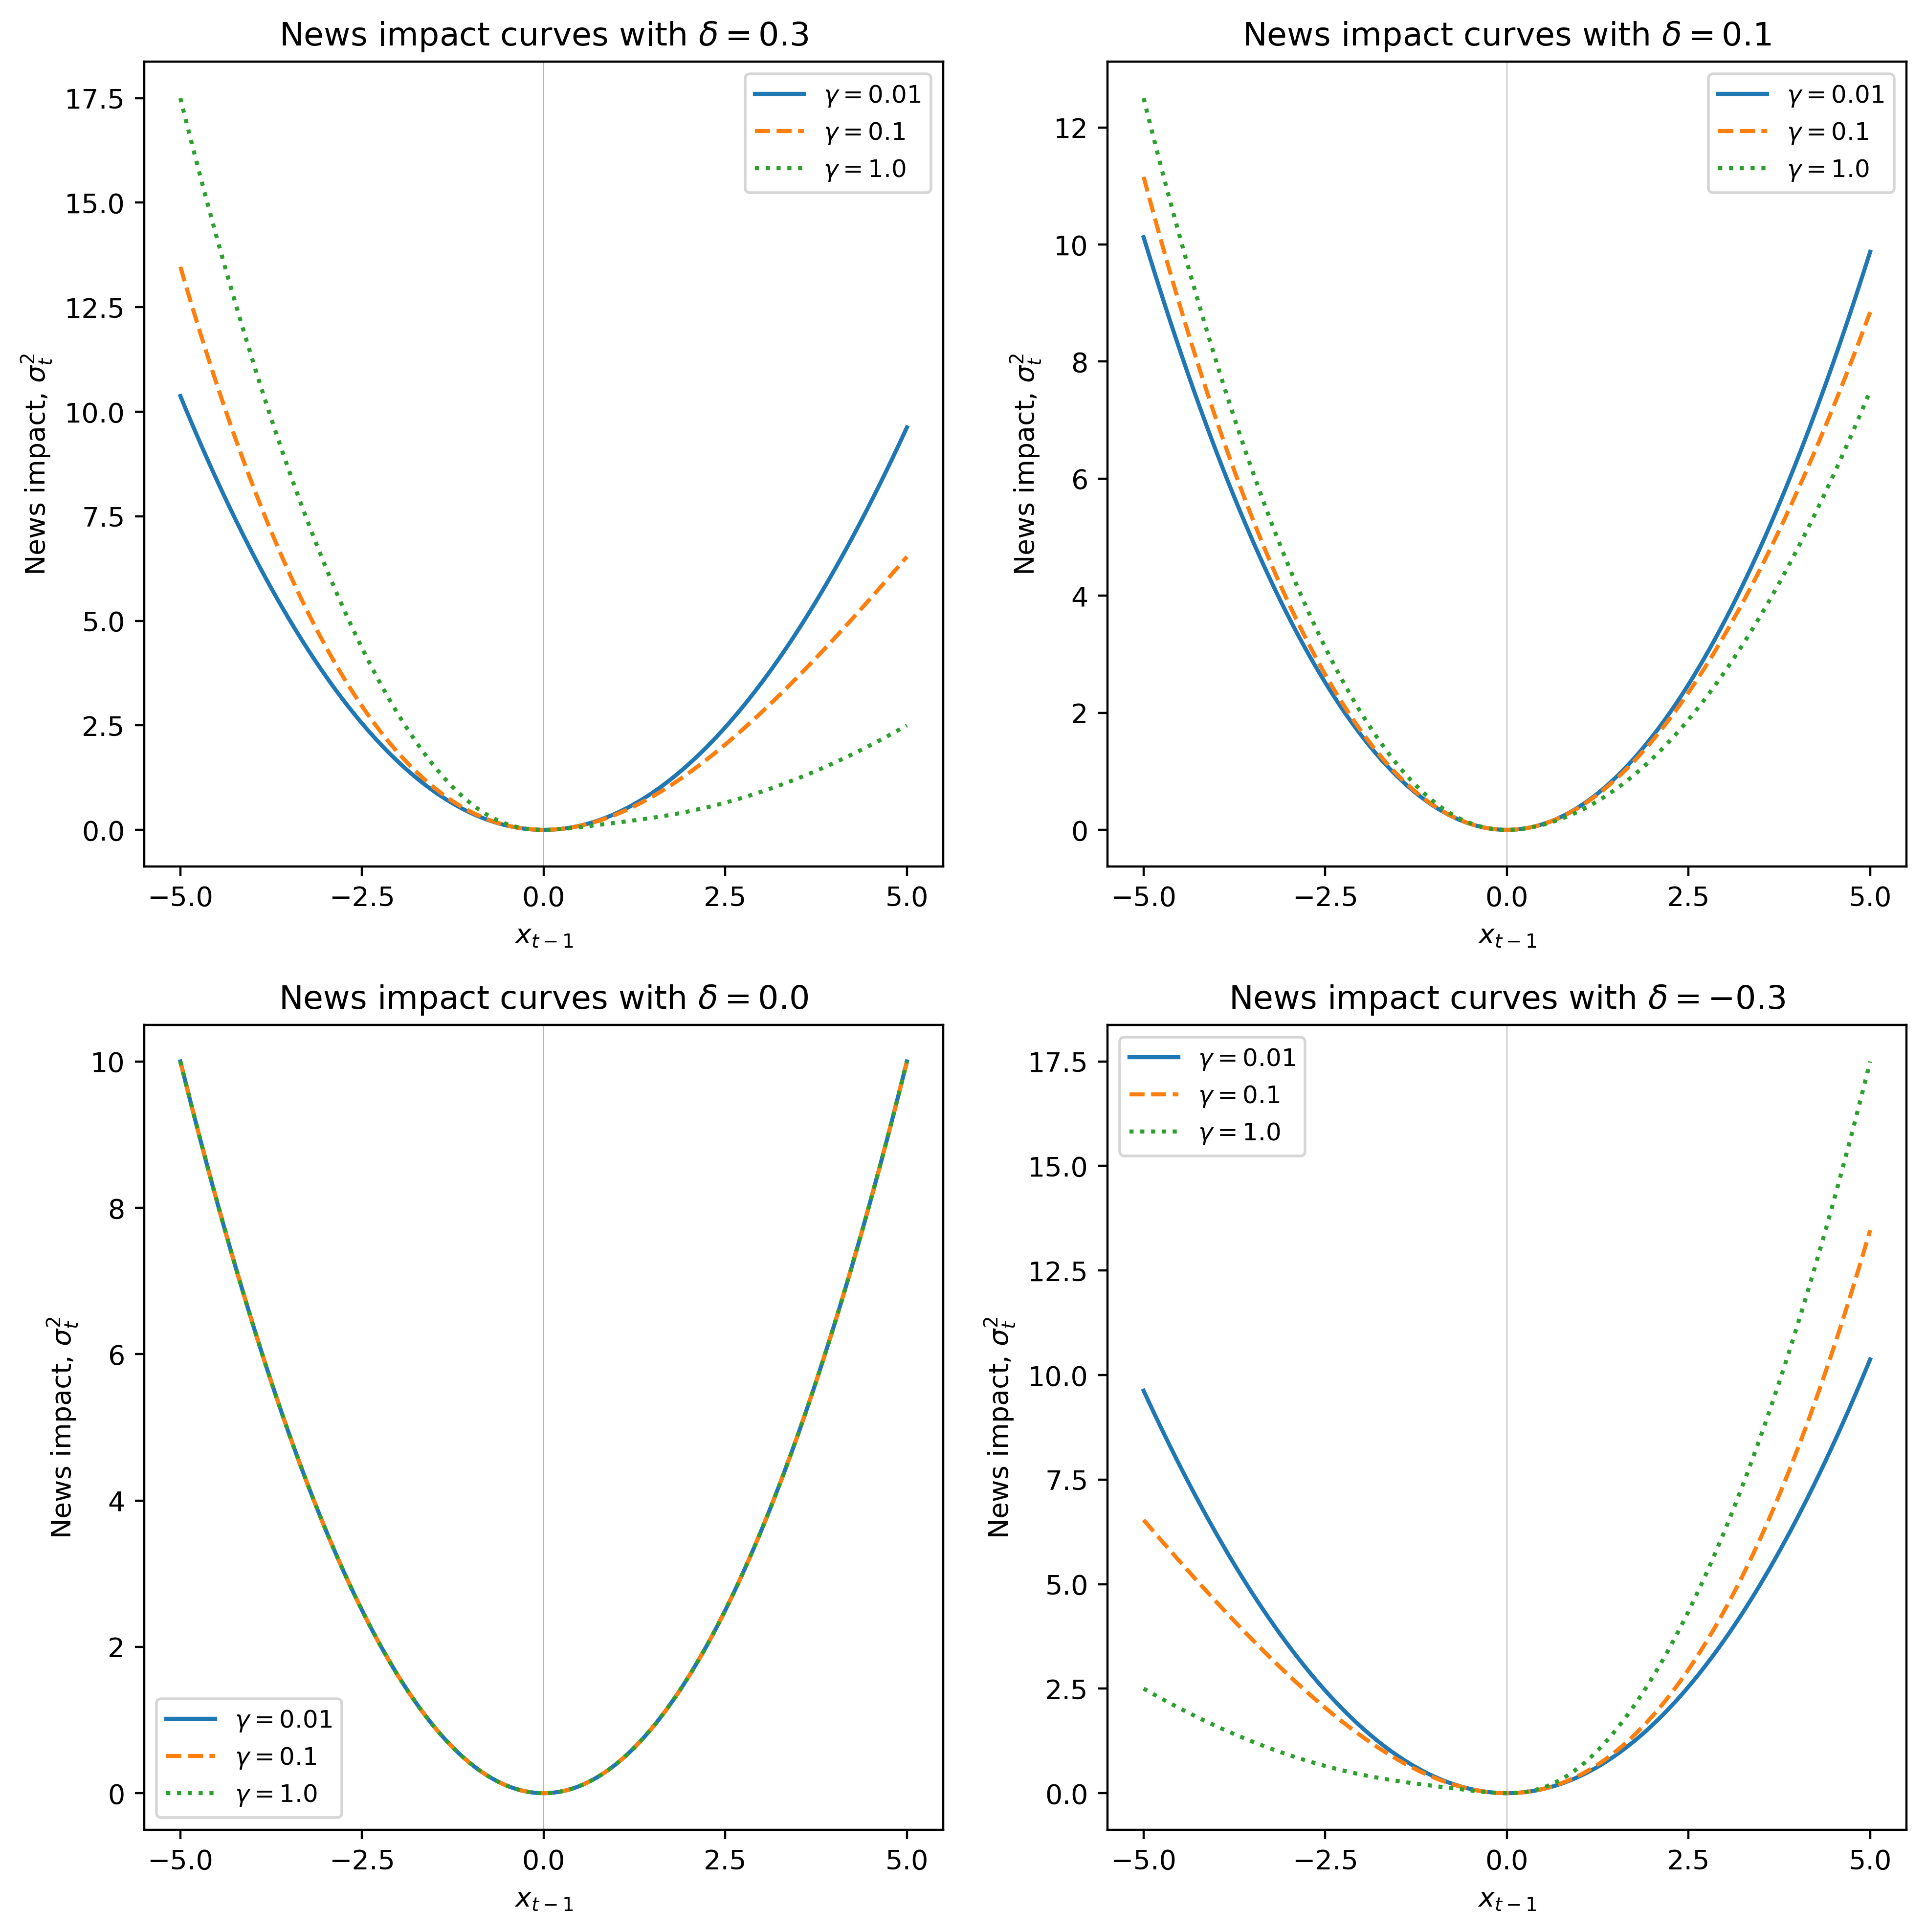 News impact curves with δ = 0.3
17.5
15.0
12.5
10.0
7.5
5.0
2.5
0.0
News impact, σ²ₜ
−5.0 −2.5 0.0 2.5 5.0
xₜ₋₁
γ = 0.01
γ = 0.1
γ = 1.0
News impact curves with δ = 0.1
12
10
8
6
4
2
0
News impact, σ²ₜ
−5.0 −2.5 0.0 2.5 5.0
xₜ₋₁
γ = 0.01
γ = 0.1
γ = 1.0
News impact curves with δ = 0.0
10
8
6
4
2
0
News impact, σ²ₜ
−5.0 −2.5 0.0 2.5 5.0
xₜ₋₁
γ = 0.01
γ = 0.1
γ = 1.0
News impact curves with δ = −0.3
17.5
15.0
12.5
10.0
7.5
5.0
2.5
0.0
News impact, σ²ₜ
−5.0 −2.5 0.0 2.5 5.0
xₜ₋₁
γ = 0.01
γ = 0.1
γ = 1.0